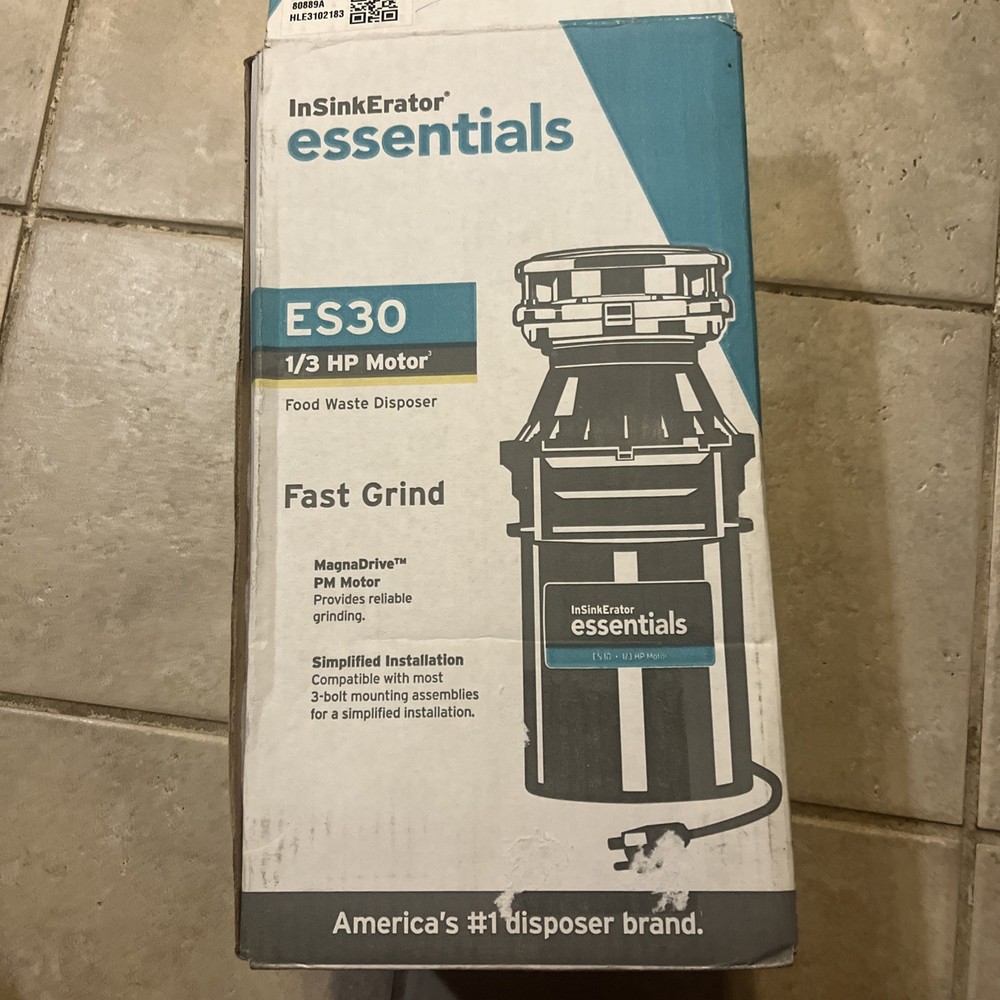 80889A
HLE3102183
InSinkErator®
essentials
ES30
1/3 HP Motor³
Food Waste Disposer
Fast Grind
MagnaDrive™
PM Motor
Provides reliable
grinding.
Simplified Installation
Compatible with most
3-bolt mounting assemblies
for a simplified installation.
InSinkErator
essentials
ES30 • 1/3 HP Motor
America's #1 disposer brand.